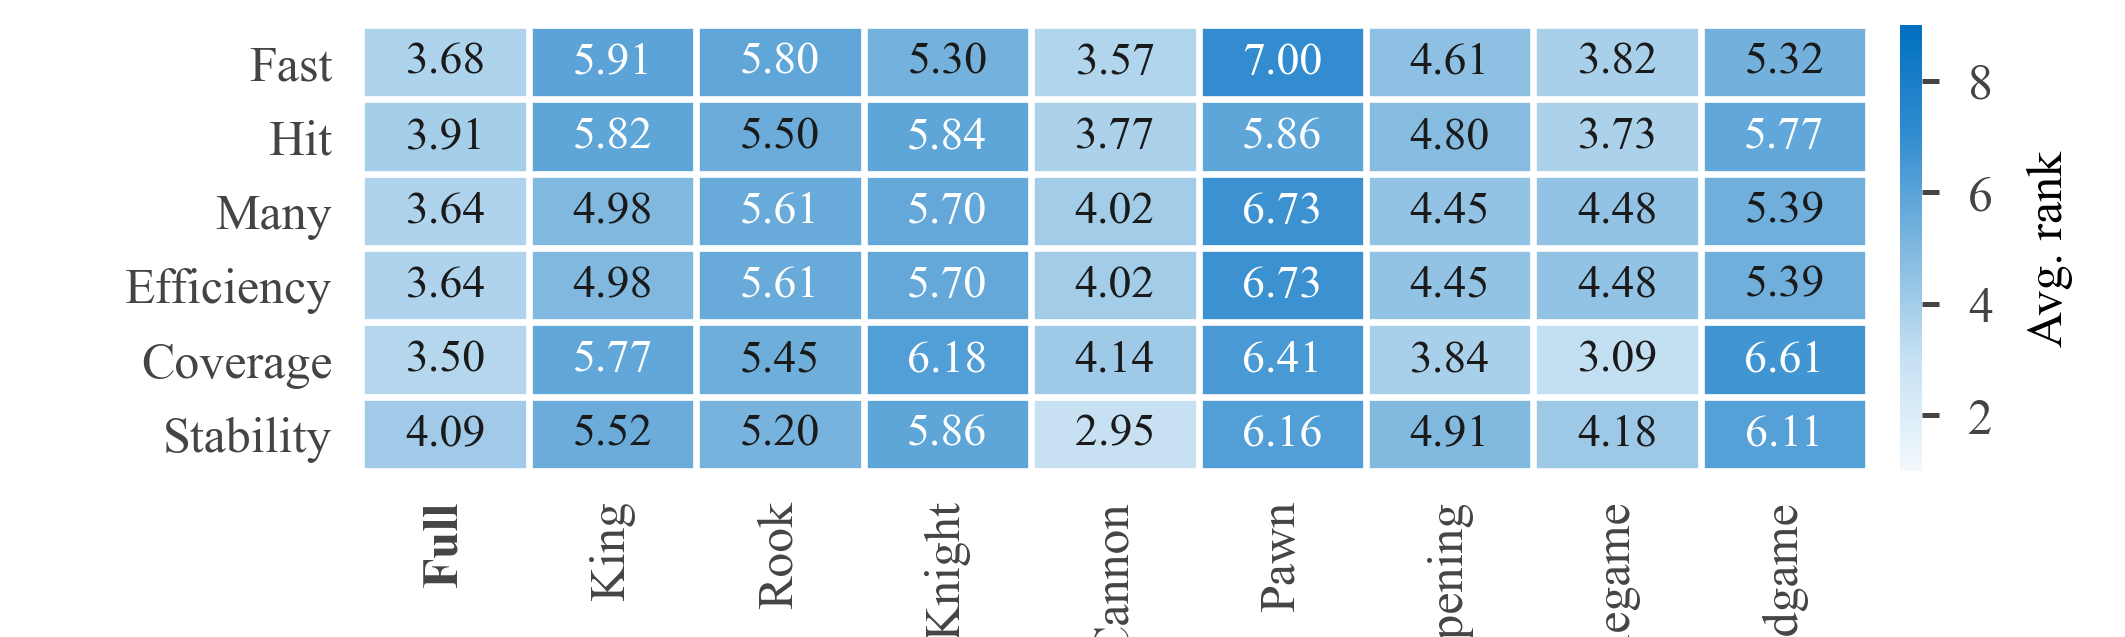 Fast 3.68 5.91 5.80 5.30 3.57 7.00 4.61 3.82 5.32
Hit 3.91 5.82 5.50 5.84 3.77 5.86 4.80 3.73 5.77
Many 3.64 4.98 5.61 5.70 4.02 6.73 4.45 4.48 5.39
Efficiency 3.64 4.98 5.61 5.70 4.02 6.73 4.45 4.48 5.39
Coverage 3.50 5.77 5.45 6.18 4.14 6.41 3.84 3.09 6.61
Stability 4.09 5.52 5.20 5.86 2.95 6.16 4.91 4.18 6.11
Full
King
Rook
Knight
Cannon
Pawn
pening
egame
dgame
8
6
4
2
Avg. rank